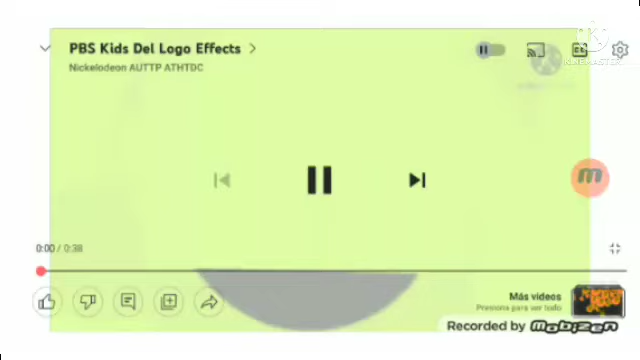 PBS Kids Del Logo Effects
Nickelodeon AUTTP ATHTDC
KINEMASTER
0:00 / 0:38
Más videos
Presiona para ver todo
Recorded by mobizen